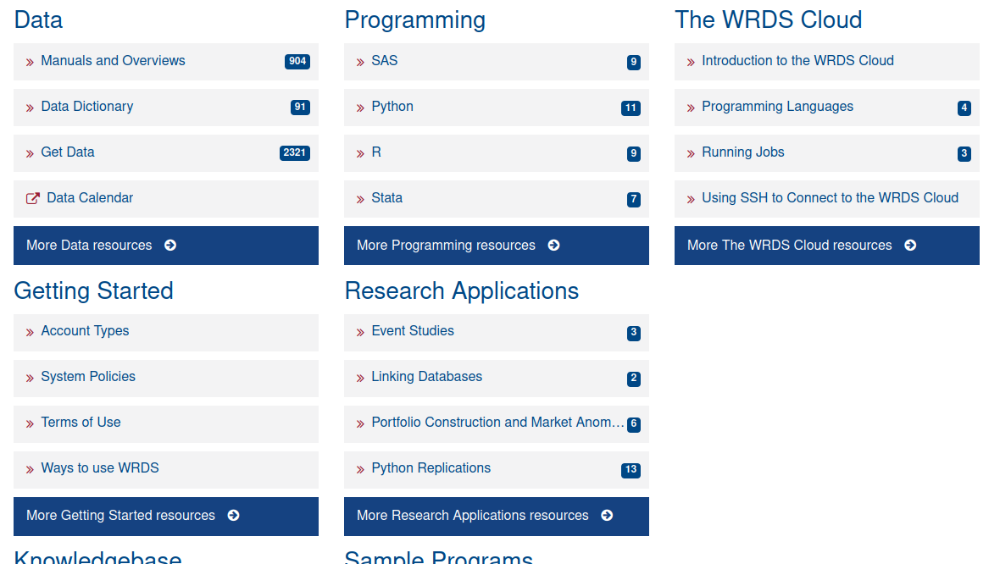 Data
Manuals and Overviews 904
Data Dictionary 91
Get Data 2321
Data Calendar
More Data resources
Programming
SAS 9
Python 11
R 9
Stata 7
More Programming resources
The WRDS Cloud
Introduction to the WRDS Cloud
Programming Languages 4
Running Jobs 3
Using SSH to Connect to the WRDS Cloud
More The WRDS Cloud resources
Getting Started
Account Types
System Policies
Terms of Use
Ways to use WRDS
More Getting Started resources
Research Applications
Event Studies 3
Linking Databases 2
Portfolio Construction and Market Anom... 6
Python Replications 13
More Research Applications resources
Knowledgebase
Sample Programs